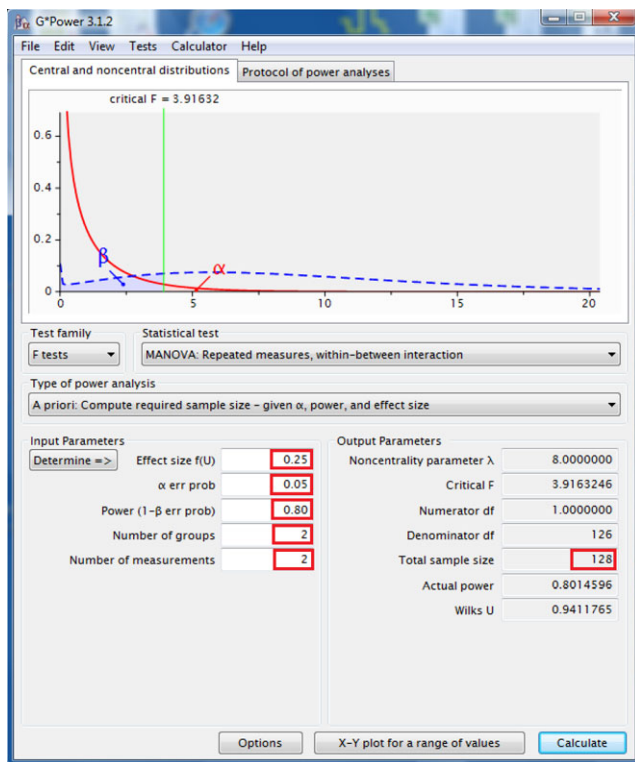 G*Power 3.1.2
File Edit View Tests Calculator Help
Central and noncentral distributions Protocol of power analyses
critical F = 3.91632
0.6
0.4
0.2
0
β
α
0 5 10 15 20
Test family Statistical test
F tests MANOVA: Repeated measures, within-between interaction
Type of power analysis
A priori: Compute required sample size - given α, power, and effect size
Input Parameters Output Parameters
Determine => Effect size f(U) 0.25 Noncentrality parameter λ 8.0000000
α err prob 0.05 Critical F 3.9163246
Power (1-β err prob) 0.80 Numerator df 1.0000000
Number of groups 2 Denominator df 126
Number of measurements 2 Total sample size 128
Actual power 0.8014596
Wilks U 0.9411765
Options X-Y plot for a range of values Calculate